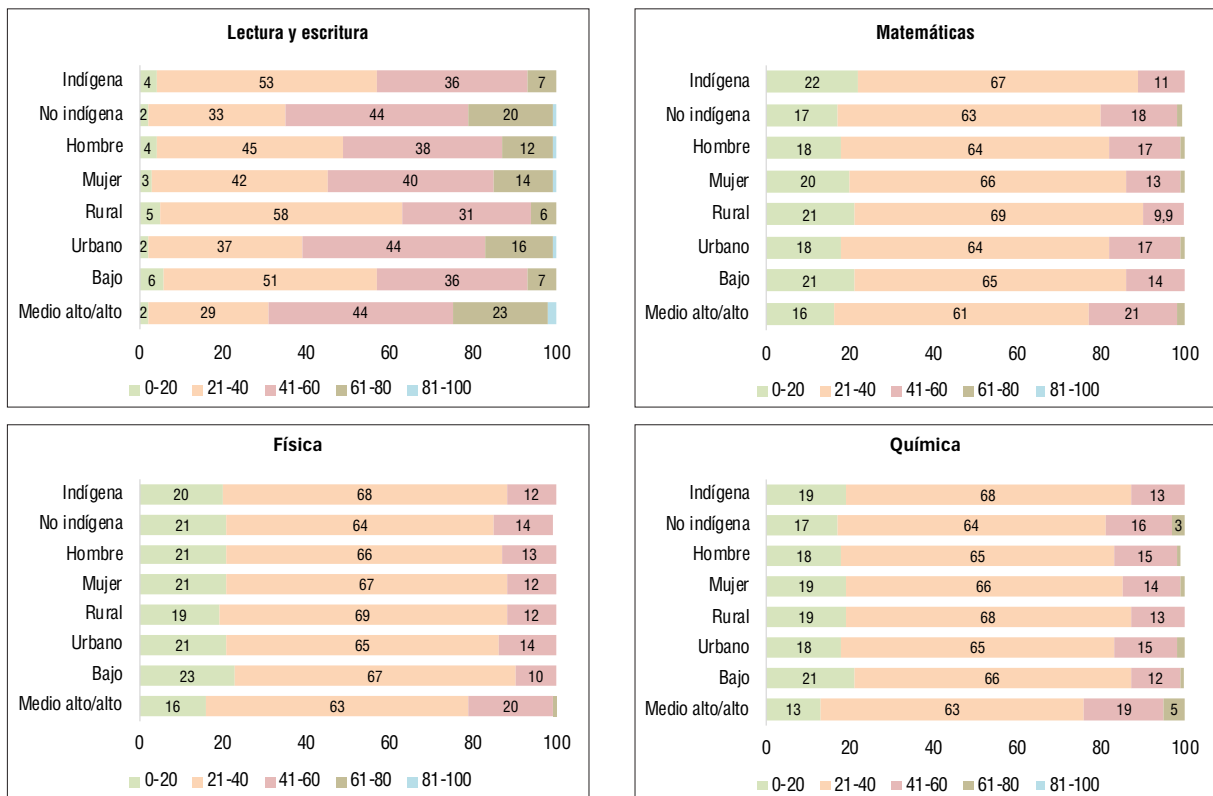 Lectura y escritura
Indígena 4 53 36 7
No indígena 2 33 44 20
Hombre 4 45 38 12
Mujer 3 42 40 14
Rural 5 58 31 6
Urbano 2 37 44 16
Bajo 6 51 36 7
Medio alto/alto 2 29 44 23
0 20 40 60 80 100
0-20 21-40 41-60 61-80 81-100
Matemáticas
Indígena 22 67 11
No indígena 17 63 18
Hombre 18 64 17
Mujer 20 66 13
Rural 21 69 9,9
Urbano 18 64 17
Bajo 21 65 14
Medio alto/alto 16 61 21
0 20 40 60 80 100
0-20 21-40 41-60 61-80 81-100
Física
Indígena 20 68 12
No indígena 21 64 14
Hombre 21 66 13
Mujer 21 67 12
Rural 19 69 12
Urbano 21 65 14
Bajo 23 67 10
Medio alto/alto 16 63 20
0 20 40 60 80 100
0-20 21-40 41-60 61-80 81-100
Química
Indígena 19 68 13
No indígena 17 64 16 3
Hombre 18 65 15
Mujer 19 66 14
Rural 19 68 13
Urbano 18 65 15
Bajo 21 66 12
Medio alto/alto 13 63 19 5
0 20 40 60 80 100
0-20 21-40 41-60 61-80 81-100